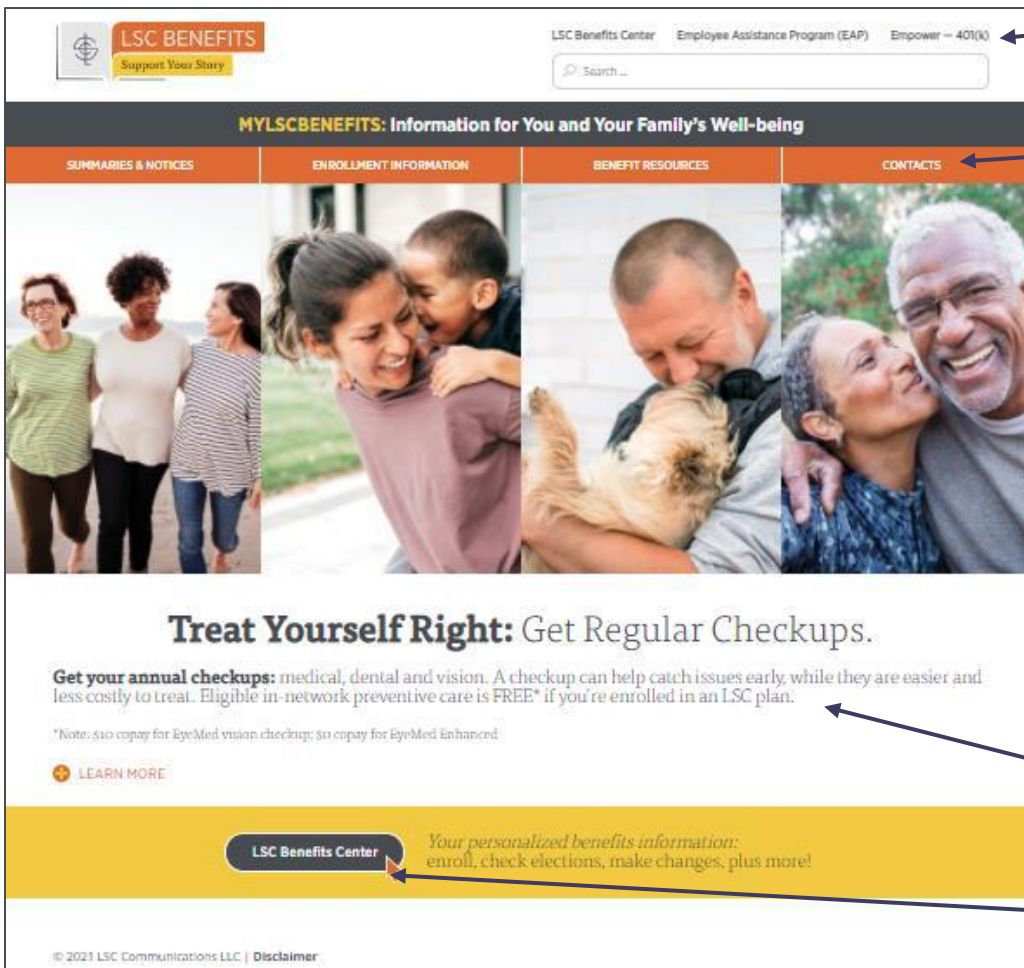 LSC BENEFITS
Support Your Story
LSC Benefits Center Employee Assistance Program (EAP) Empower — 401(k)
Search ...
MYLSCBENEFITS: Information for You and Your Family's Well-being
SUMMARIES & NOTICES ENROLLMENT INFORMATION BENEFIT RESOURCES CONTACTS
Treat Yourself Right: Get Regular Checkups.
Get your annual checkups: medical, dental and vision. A checkup can help catch issues early, while they are easier and
less costly to treat. Eligible in-network preventive care is FREE* if you're enrolled in an LSC plan.
*Note: $10 copay for EyeMed vision checkup; $0 copay for EyeMed Enhanced
LEARN MORE
LSC Benefits Center
Your personalized benefits information:
enroll, check elections, make changes, plus more!
© 2021 LSC Communications LLC | Disclaimer